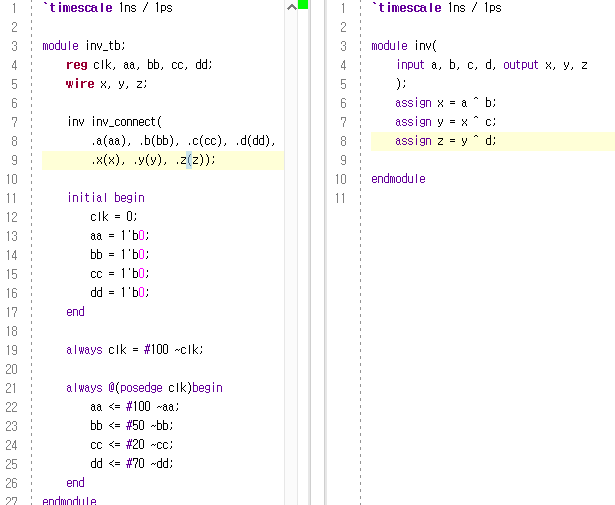 1 `timescale 1ns / 1ps
2
3 module inv_tb;
4 reg clk, aa, bb, cc, dd;
5 wire x, y, z;
6
7 inv inv_connect(
8 .a(aa), .b(bb), .c(cc), .d(dd),
9 .x(x), .y(y), .z(z));
10
11 initial begin
12 clk = 0;
13 aa = 1'b0;
14 bb = 1'b0;
15 cc = 1'b0;
16 dd = 1'b0;
17 end
18
19 always clk = #100 ~clk;
20
21 always @(posedge clk)begin
22 aa <= #100 ~aa;
23 bb <= #50 ~bb;
24 cc <= #20 ~cc;
25 dd <= #70 ~dd;
26 end
27 endmodule
1 `timescale 1ns / 1ps
2
3 module inv(
4 input a, b, c, d, output x, y, z
5 );
6 assign x = a ^ b;
7 assign y = x ^ c;
8 assign z = y ^ d;
9
10 endmodule
11